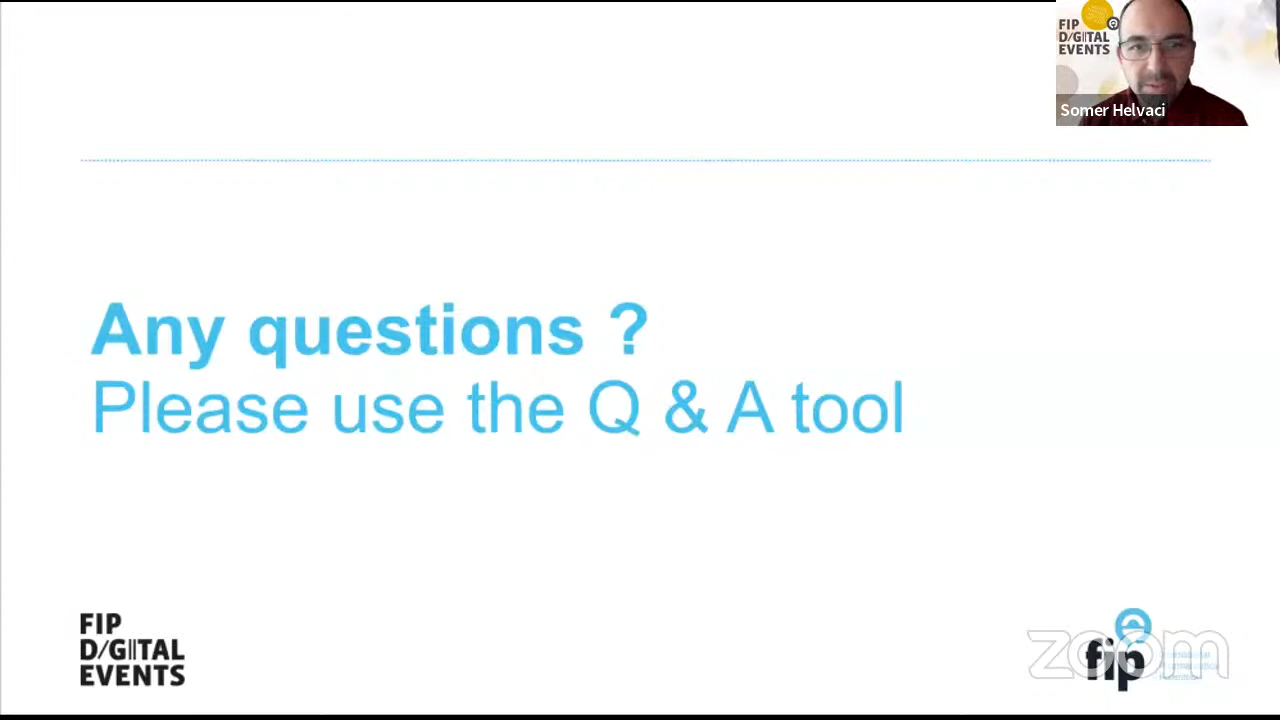 FIP
D/GITAL
EVENTS
Somer Helvaci
Any questions ?
Please use the Q & A tool
FIP
D/GITAL
EVENTS
zoom
fip